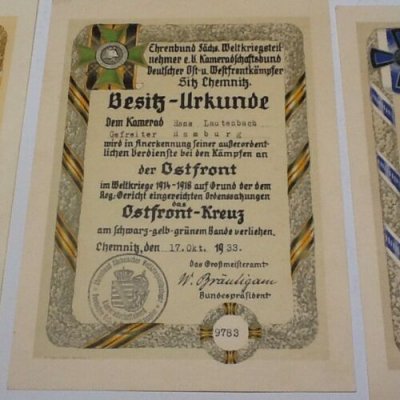 Ehrenbund Sächs. Weltkriegsteil
nehmer e.V. Kameradschaftsbund
Deutscher Ost-u. Westfrontkämpfer
Sitz Chemnitz.
Besitz-Urkunde
Dem Kamerad Hans Lautenbach
Gefreiter Hamburg
wird in Anerkennung seiner außerordent-
lichen Verdienste bei den Kämpfen an
der Ostfront
im Weltkriege 1914-1918 auf Grund der dem
Reg.-Gericht eingereichten Ordenssatzungen
das
Ostfront-Kreuz
am schwarz-gelb-grünem Bande verliehen.
Chemnitz, den 17. Okt. 1933.
Das Großmeisteramt
W. Bräutigam
Bundespräsident
9783